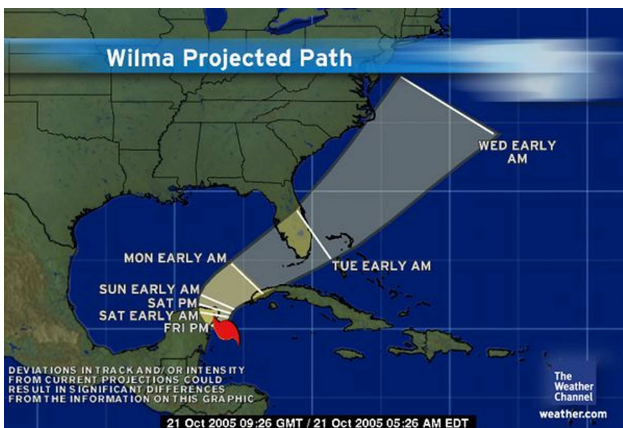 Wilma Projected Path
WED EARLY
AM
MON EARLY AM
TUE EARLY AM
SUN EARLY AM
SAT PM
SAT EARLY AM
FRI PM
DEVIATIONS IN TRACK AND/OR INTENSITY
FROM CURRENT PROJECTIONS COULD
RESULT IN SIGNIFICANT DIFFERENCES
FROM THE INFORMATION ON THIS GRAPHIC
The
Weather
Channel
weather.com
21 Oct 2005 09:26 GMT / 21 Oct 2005 05:26 AM EDT